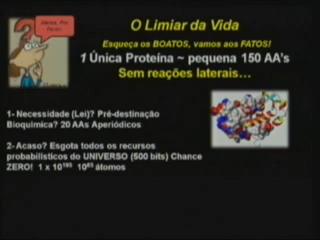 O Limiar da Vida
Esqueça os BOATOS, vamos aos FATOS!
1 Única Proteína ~ pequena 150 AA's
Sem reações laterais...
1- Necessidade (Lei)? Pré-destinação
Bioquímica? 20 AAs Aperiódicos
2- Acaso? Esgota todos os recursos
probabilísticos do UNIVERSO (500 bits) Chance
ZERO! 1 x 10
átomos